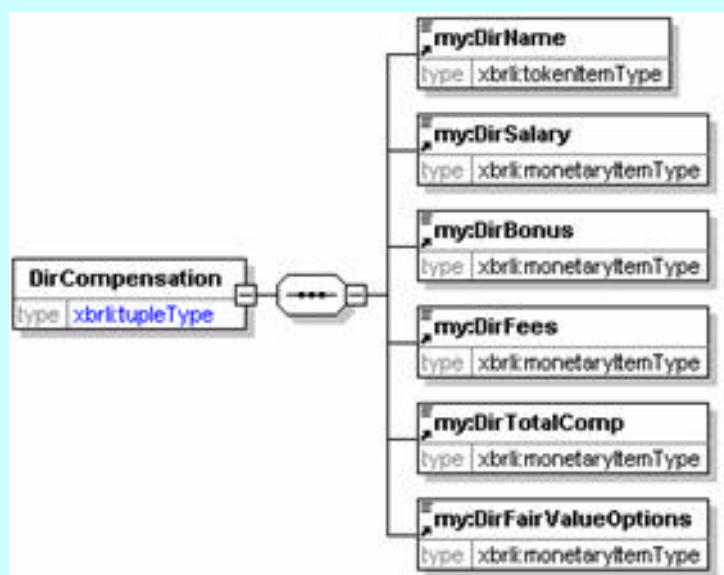 my:DirName
type xbrli:tokenItemType
my:DirSalary
type xbrli:monetaryItemType
my:DirBonus
type xbrli:monetaryItemType
DirCompensation
type xbrli:tupleType
my:DirFees
type xbrli:monetaryItemType
my:DirTotalComp
type xbrli:monetaryItemType
my:DirFairValueOptions
type xbrli:monetaryItemType